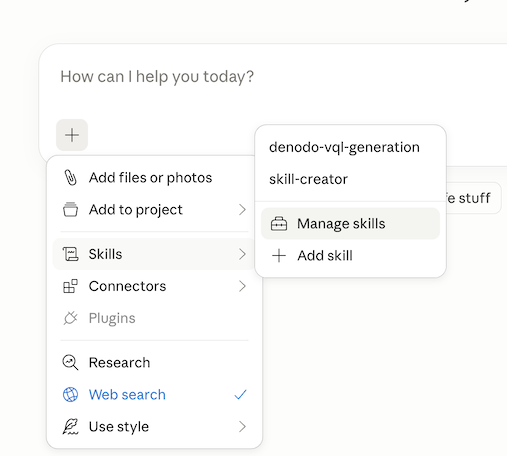 How can I help you today?
Add files or photos
Add to project
Skills
Connectors
Plugins
Research
Web search
Use style
denodo-vql-generation
skill-creator
Manage skills
Add skill
stuff